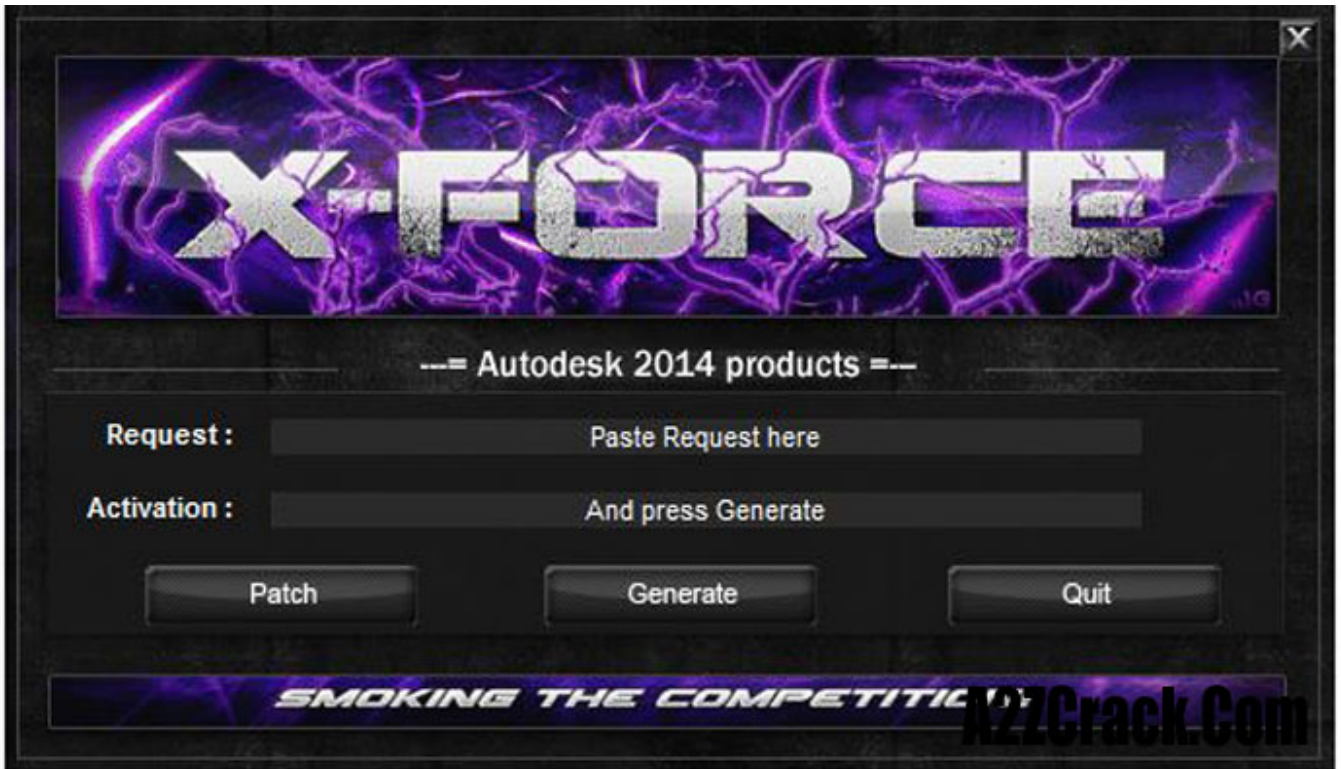 X
X-FORCE
IG
---= Autodesk 2014 products =---
Request :
Paste Request here
Activation :
And press Generate
Patch
Generate
Quit
SMOKING THE
A2ZCrack.Com